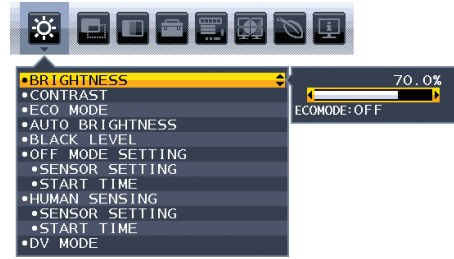 •BRIGHTNESS
70.0%
•CONTRAST
•ECO MODE
ECOMODE:OFF
•AUTO BRIGHTNESS
•BLACK LEVEL
•OFF MODE SETTING
•SENSOR SETTING
•START TIME
•HUMAN SENSING
•SENSOR SETTING
•START TIME
•DV MODE